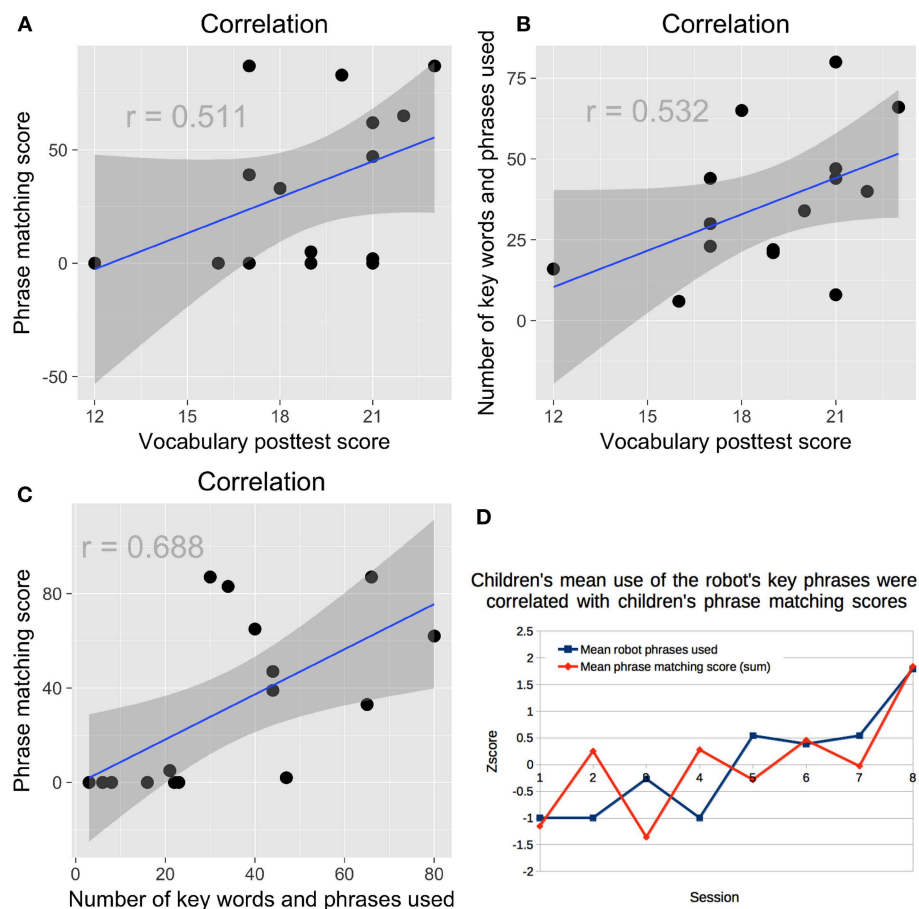 A
Correlation
Phrase matching score
r = 0.511
50
0
-50
12
15
18
21
Vocabulary posttest score
B
Correlation
Number of key words and phrases used
r = 0.532
75
50
25
0
12
15
18
21
Vocabulary posttest score
C
Correlation
Phrase matching score
r = 0.688
80
40
0
0
20
40
60
80
Number of key words and phrases used
D
Children's mean use of the robot's key phrases were
correlated with children's phrase matching scores
Mean robot phrases used
Mean phrase matching score (sum)
Zscore
2.5
2
1.5
1
0.5
0
-0.5
-1
-1.5
-2
1
2
3
4
5
6
7
8
Session